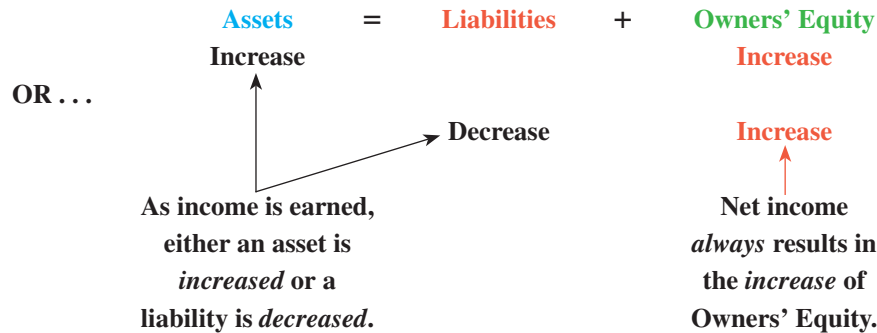 Assets = Liabilities + Owners’ Equity
Increase Increase
OR . . .
Decrease Increase
As income is earned,
either an asset is
increased or a
liability is decreased.
Net income
always results in
the increase of
Owners’ Equity.